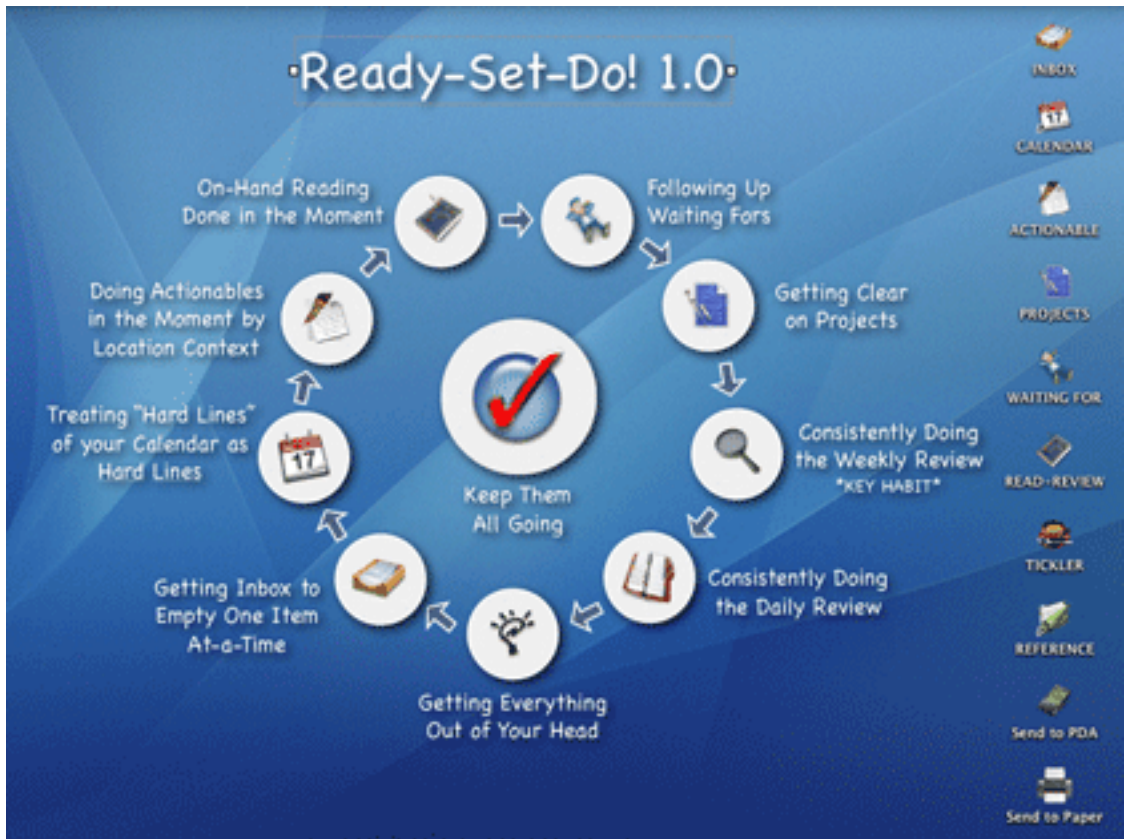 Ready-Set-Do! 1.0
On-Hand Reading
Done in the Moment
Following Up
Waiting Fors
Getting Clear
on Projects
Consistently Doing
the Weekly Review
*KEY HABIT*
Consistently Doing
the Daily Review
Getting Everything
Out of Your Head
Getting Inbox to
Empty One Item
At-a-Time
Treating "Hard Lines"
of your Calendar as
Hard Lines
17
Doing Actionables
in the Moment by
Location Context
Keep Them
All Going
INBOX
17
CALENDAR
ACTIONABLE
PROJECTS
WAITING FOR
READ-REVIEW
TICKLER
REFERENCE
Send to PDA
Send to Paper